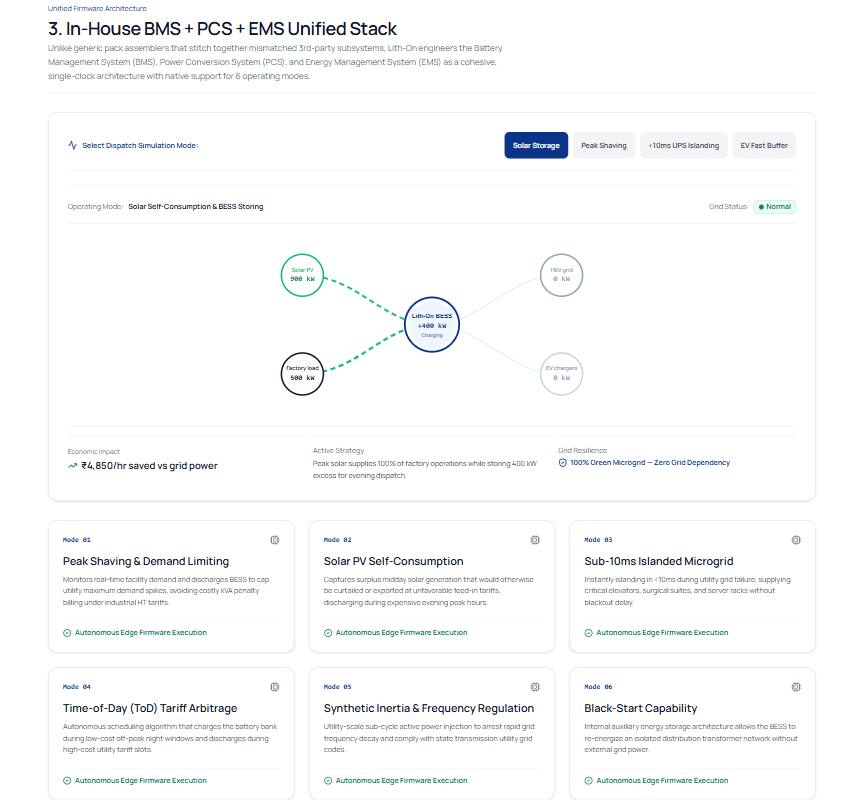 Unified Firmware Architecture
3. In-House BMS + PCS + EMS Unified Stack
Unlike generic pack assemblers that stitch together mismatched 3rd-party subsystems, Lith-On engineers the Battery
Management System (BMS), Power Conversion System (PCS), and Energy Management System (EMS) as a cohesive,
single-clock architecture with native support for 6 operating modes.
Select Dispatch Simulation Mode:
Solar Storage
Peak Shaving
<10ms UPS Islanding
EV Fast Buffer
Operating Mode: Solar Self-Consumption & BESS Storing
Grid Status: Normal
Solar PV
900 kW
11kV grid
0 kW
Lith-On BESS
+400 kW
Charging
Factory load
500 kW
EV chargers
0 kW
Economic Impact
₹4,850/hr saved vs grid power
Active Strategy
Peak solar supplies 100% of factory operations while storing 400 kW
excess for evening dispatch.
Grid Resilience
100% Green Microgrid — Zero Grid Dependency
Mode 01
Peak Shaving & Demand Limiting
Monitors real-time facility demand and discharges BESS to cap
utility maximum demand spikes, avoiding costly kVA penalty
billing under industrial HT tariffs.
Autonomous Edge Firmware Execution
Mode 02
Solar PV Self-Consumption
Captures surplus midday solar generation that would otherwise
be curtailed or exported at unfavorable feed-in tariffs,
discharging during expensive evening peak hours.
Autonomous Edge Firmware Execution
Mode 03
Sub-10ms Islanded Microgrid
Instantly islanding in <10ms during utility grid failure, supplying
critical elevators, surgical suites, and server racks without
blackout delay.
Autonomous Edge Firmware Execution
Mode 04
Time-of-Day (ToD) Tariff Arbitrage
Autonomous scheduling algorithm that charges the battery bank
during low-cost off-peak night windows and discharges during
high-cost utility tariff slots.
Autonomous Edge Firmware Execution
Mode 05
Synthetic Inertia & Frequency Regulation
Utility-scale sub-cycle active power injection to arrest rapid grid
frequency decay and comply with state transmission utility grid
codes.
Autonomous Edge Firmware Execution
Mode 06
Black-Start Capability
Internal auxiliary energy storage architecture allows the BESS to
re-energize an isolated distribution transformer network without
external grid power.
Autonomous Edge Firmware Execution